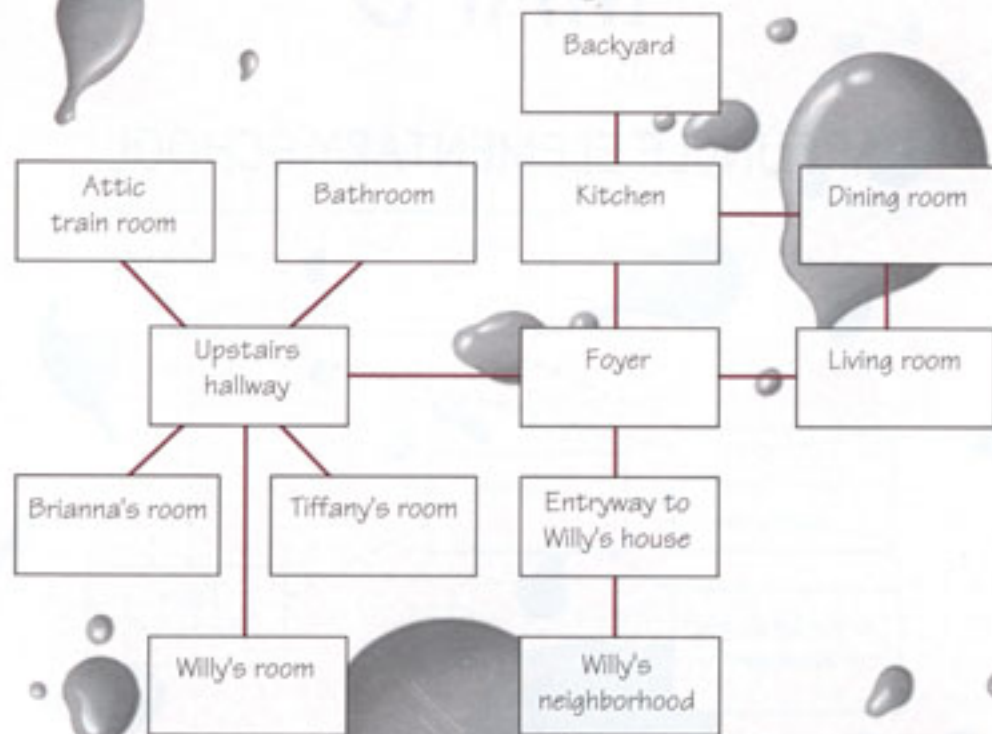 Backyard
Attic
train room
Bathroom
Kitchen
Dining room
Upstairs
hallway
Foyer
Living room
Brianna's room
Tiffany's room
Entryway to
Willy's house
Willy's room
Willy's
neighborhood